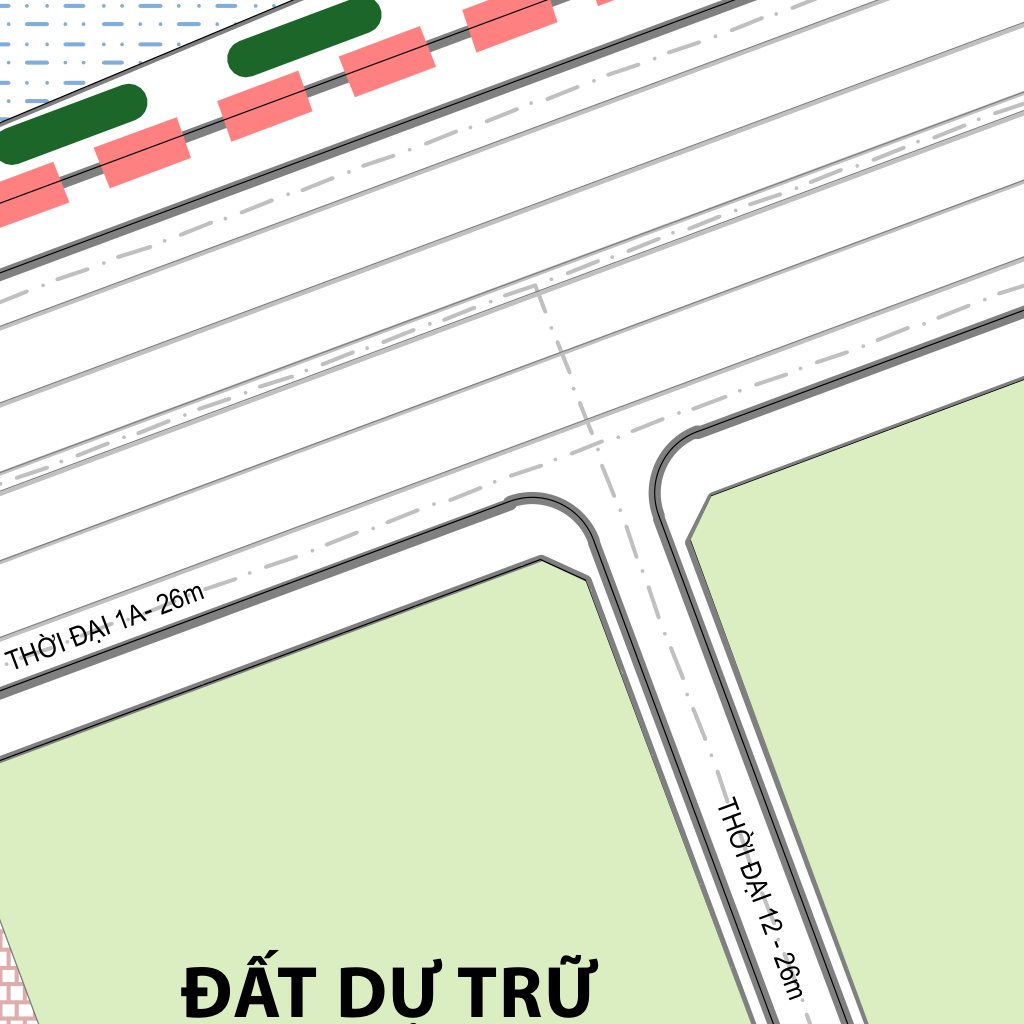 THỜI ĐẠI 1A- 26m
THỜI ĐẠI 12 - 26m
ĐẤT DỰ TRỮ